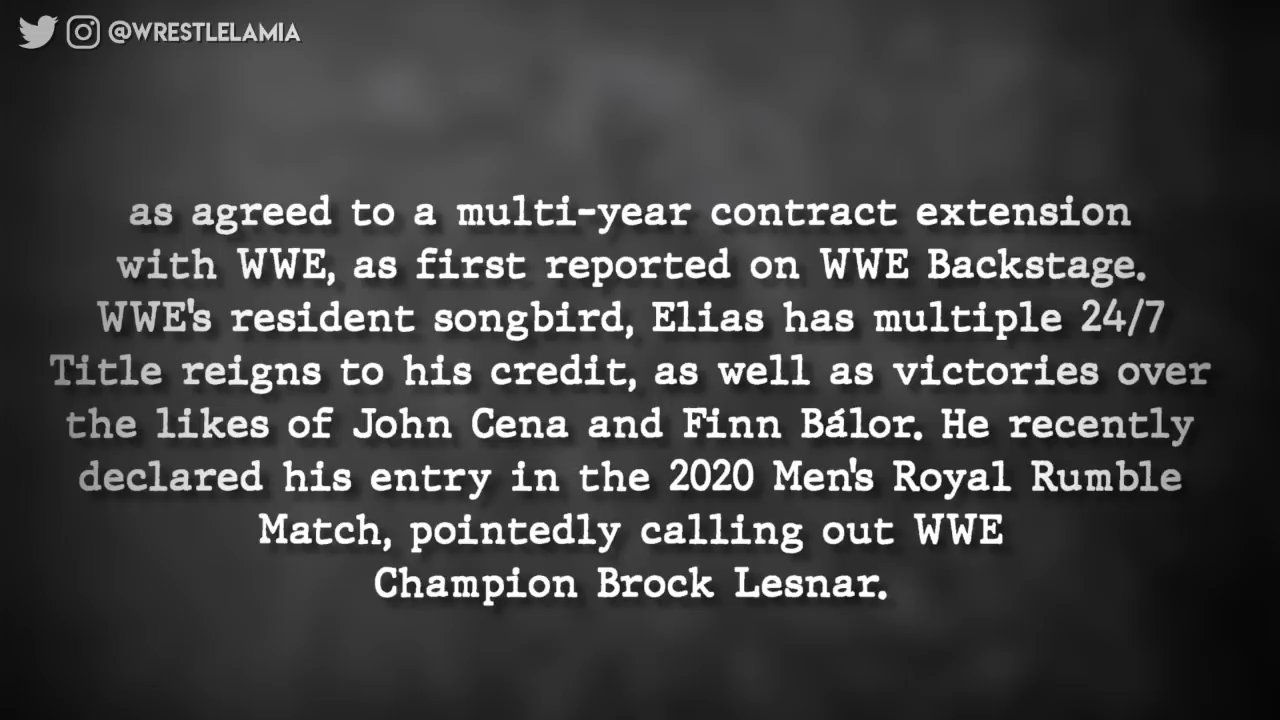 @WRESTLELAMIA
as agreed to a multi-year contract extension
with WWE, as first reported on WWE Backstage.
WWE's resident songbird, Elias has multiple 24/7
Title reigns to his credit, as well as victories over
the likes of John Cena and Finn Bálor. He recently
declared his entry in the 2020 Men's Royal Rumble
Match, pointedly calling out WWE
Champion Brock Lesnar.